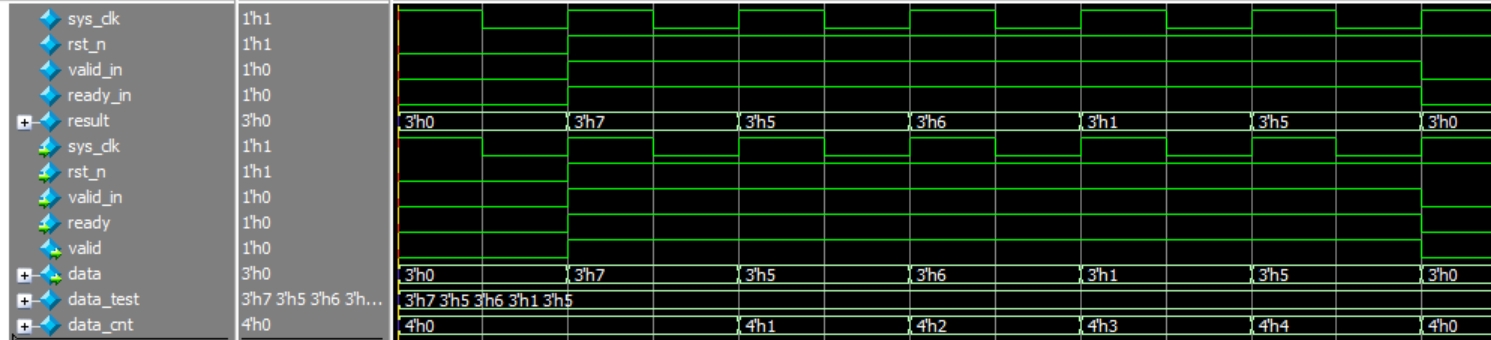 sys_clk 1'h1
rst_n 1'h1
valid_in 1'h0
ready_in 1'h0
result 3'h0 3'h0 3'h7 3'h5 3'h6 3'h1 3'h5 3'h0
sys_clk 1'h1
rst_n 1'h1
valid_in 1'h0
ready 1'h0
valid 1'h0
data 3'h0 3'h0 3'h7 3'h5 3'h6 3'h1 3'h5 3'h0
data_test 3'h7 3'h5 3'h6 3'h... 3'h7 3'h5 3'h6 3'h1 3'h5
data_cnt 4'h0 4'h0 4'h1 4'h2 4'h3 4'h4 4'h0